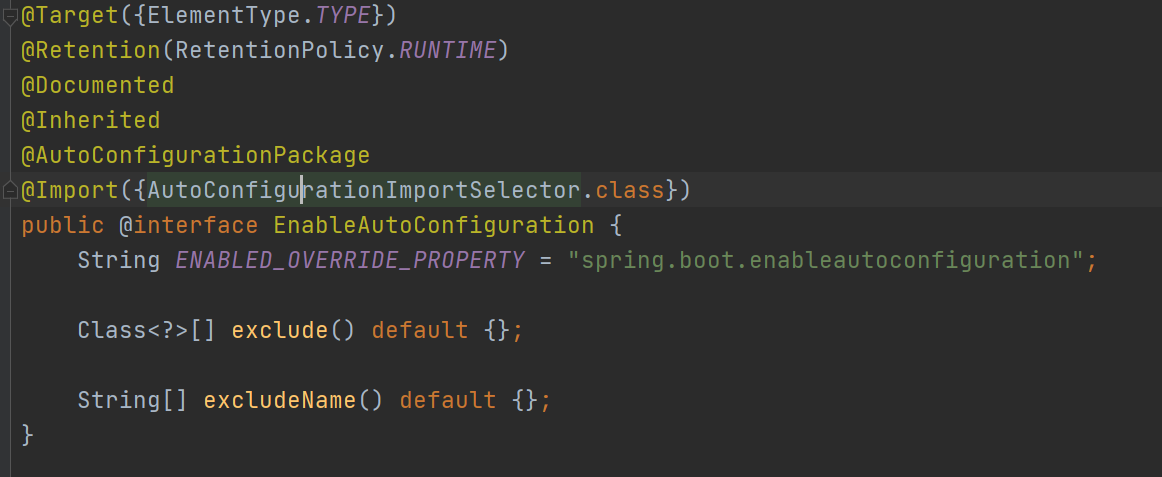 @Target({ElementType.TYPE})
@Retention(RetentionPolicy.RUNTIME)
@Documented
@Inherited
@AutoConfigurationPackage
@Import({AutoConfigurationImportSelector.class})
public @interface EnableAutoConfiguration {
    String ENABLED_OVERRIDE_PROPERTY = "spring.boot.enableautoconfiguration";
    Class<?>[] exclude() default {};
    String[] excludeName() default {};
}